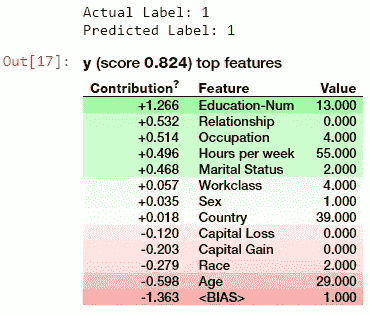 Actual Label: 1
Predicted Label: 1
Out[17]: y (score 0.824) top features
Contribution? Feature Value
+1.266 Education-Num 13.000
+0.532 Relationship 0.000
+0.514 Occupation 4.000
+0.496 Hours per week 55.000
+0.468 Marital Status 2.000
+0.057 Workclass 4.000
+0.035 Sex 1.000
+0.018 Country 39.000
-0.120 Capital Loss 0.000
-0.203 Capital Gain 0.000
-0.279 Race 2.000
-0.598 Age 29.000
-1.363 <BIAS> 1.000